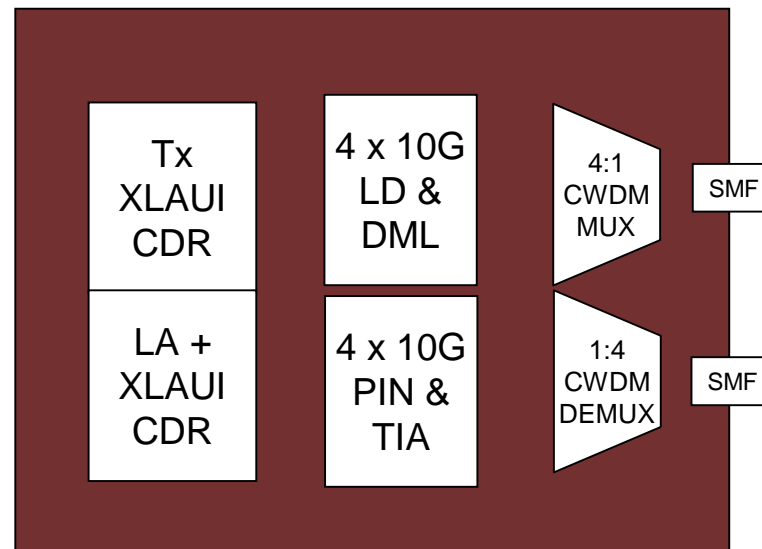 Tx
XLAUI
CDR
4 x 10G
LD &
DML
4:1
CWDM
MUX
SMF
LA +
XLAUI
CDR
4 x 10G
PIN &
TIA
1:4
CWDM
DEMUX
SMF